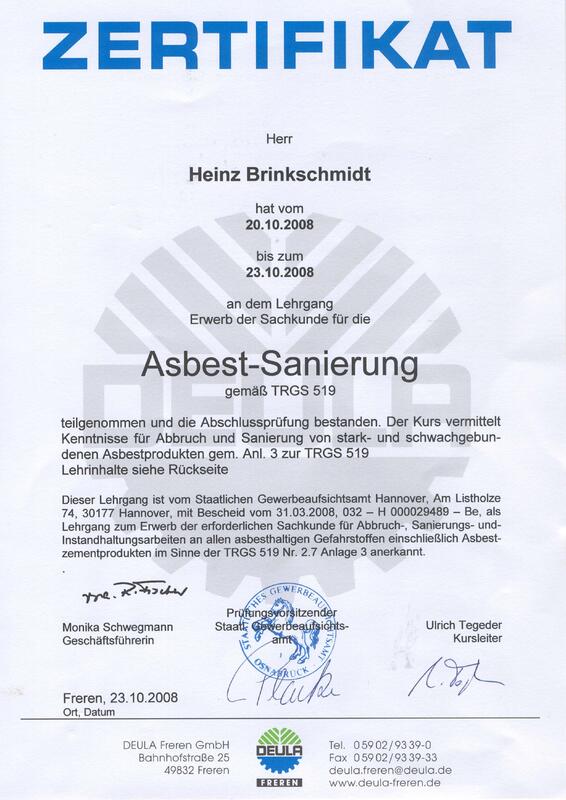 ZERTIFIKAT
Herr
Heinz Brinkschmidt
hat vom
20.10.2008
bis zum
23.10.2008
an dem Lehrgang
Erwerb der Sachkunde für die
Asbest-Sanierung
gemäß TRGS 519
teilgenommen und die Abschlussprüfung bestanden. Der Kurs vermittelt
Kenntnisse für Abbruch und Sanierung von stark- und schwachgebun-
denen Asbestprodukten gem. Anl. 3 zur TRGS 519
Lehrinhalte siehe Rückseite
Dieser Lehrgang ist vom Staatlichen Gewerbeaufsichtsamt Hannover, Am Listholze
74, 30177 Hannover, mit Bescheid vom 31.03.2008, 032 – H 000029489 – Be, als
Lehrgang zum Erwerb der erforderlichen Sachkunde für Abbruch-, Sanierungs- und-
Instandhaltungsarbeiten an allen asbesthaltigen Gefahrstoffen einschließlich Asbest-
zementprodukten im Sinne der TRGS 519 Nr. 2.7 Anlage 3 anerkannt.
Monika Schwegmann
Geschäftsführerin
Prüfungsvorsitzender
Staatl. Gewerbeaufsichts-
amt
STAATLICHES GEWERBEAUFSICHTSAMT
OSNABRÜCK
Ulrich Tegeder
Kursleiter
Freren, 23.10.2008
Ort, Datum
DEULA Freren GmbH
Bahnhofstraße 25
49832 Freren
DEULA
FREREN
Tel. 0 59 02 / 93 39-0
Fax 0 59 02 / 93 39-33
deula.freren@deula.de
www.deula-freren.de
DEULA